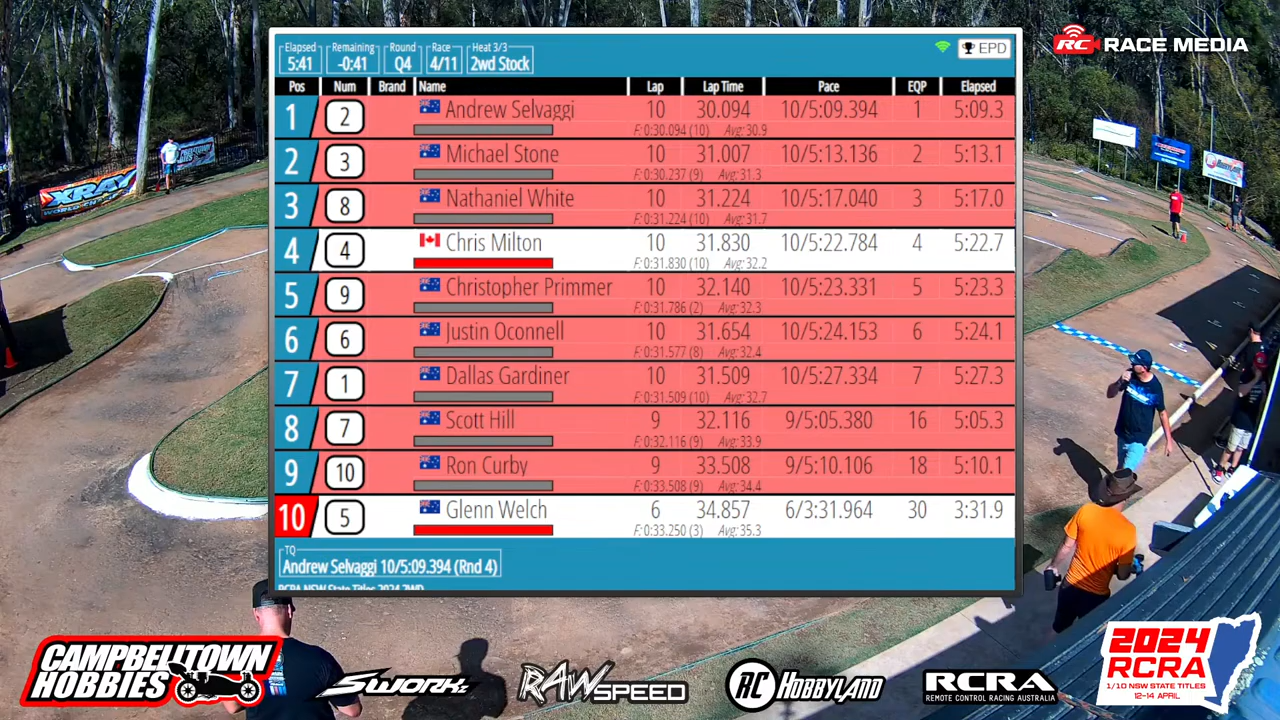 RC RACE MEDIA
Elapsed Remaining Round Race Heat 3/3
5:41 -0:41 Q4 4/11 2wd Stock
EPD
Pos Num Brand Name Lap Lap Time Pace EQP Elapsed
1 2 Andrew Selvaggi 10 30.094 10/5:09.394 1 5:09.3
F: 0:30.094 (10) Avg: 30.9
2 3 Michael Stone 10 31.007 10/5:13.136 2 5:13.1
F: 0:30.237 (9) Avg: 31.3
3 8 Nathaniel White 10 31.224 10/5:17.040 3 5:17.0
F: 0:31.224 (10) Avg: 31.7
4 4 Chris Milton 10 31.830 10/5:22.784 4 5:22.7
F: 0:31.830 (10) Avg: 32.2
5 9 Christopher Primmer 10 32.140 10/5:23.331 5 5:23.3
F: 0:31.786 (2) Avg: 32.3
6 6 Justin Oconnell 10 31.654 10/5:24.153 6 5:24.1
F: 0:31.577 (8) Avg: 32.4
7 1 Dallas Gardiner 10 31.509 10/5:27.334 7 5:27.3
F: 0:31.509 (10) Avg: 32.7
8 7 Scott Hill 9 32.116 9/5:05.380 16 5:05.3
F: 0:32.116 (9) Avg: 33.9
9 10 Ron Curby 9 33.508 9/5:10.106 18 5:10.1
F: 0:33.508 (9) Avg: 34.4
10 5 Glenn Welch 6 34.857 6/3:31.964 30 3:31.9
F: 0:33.250 (3) Avg: 35.3
TQ
Andrew Selvaggi 10/5:09.394 (Rnd 4)
RCRA NSW State Titles 2024 2WD
XRAY
CAMPBELLTOWN
HOBBIES
SWORKz
RAW SPEED
RC HOBBYLAND
RCRA
REMOTE CONTROL RACING AUSTRALIA
2024
RCRA
1/10 NSW STATE TITLES
12-14 APRIL